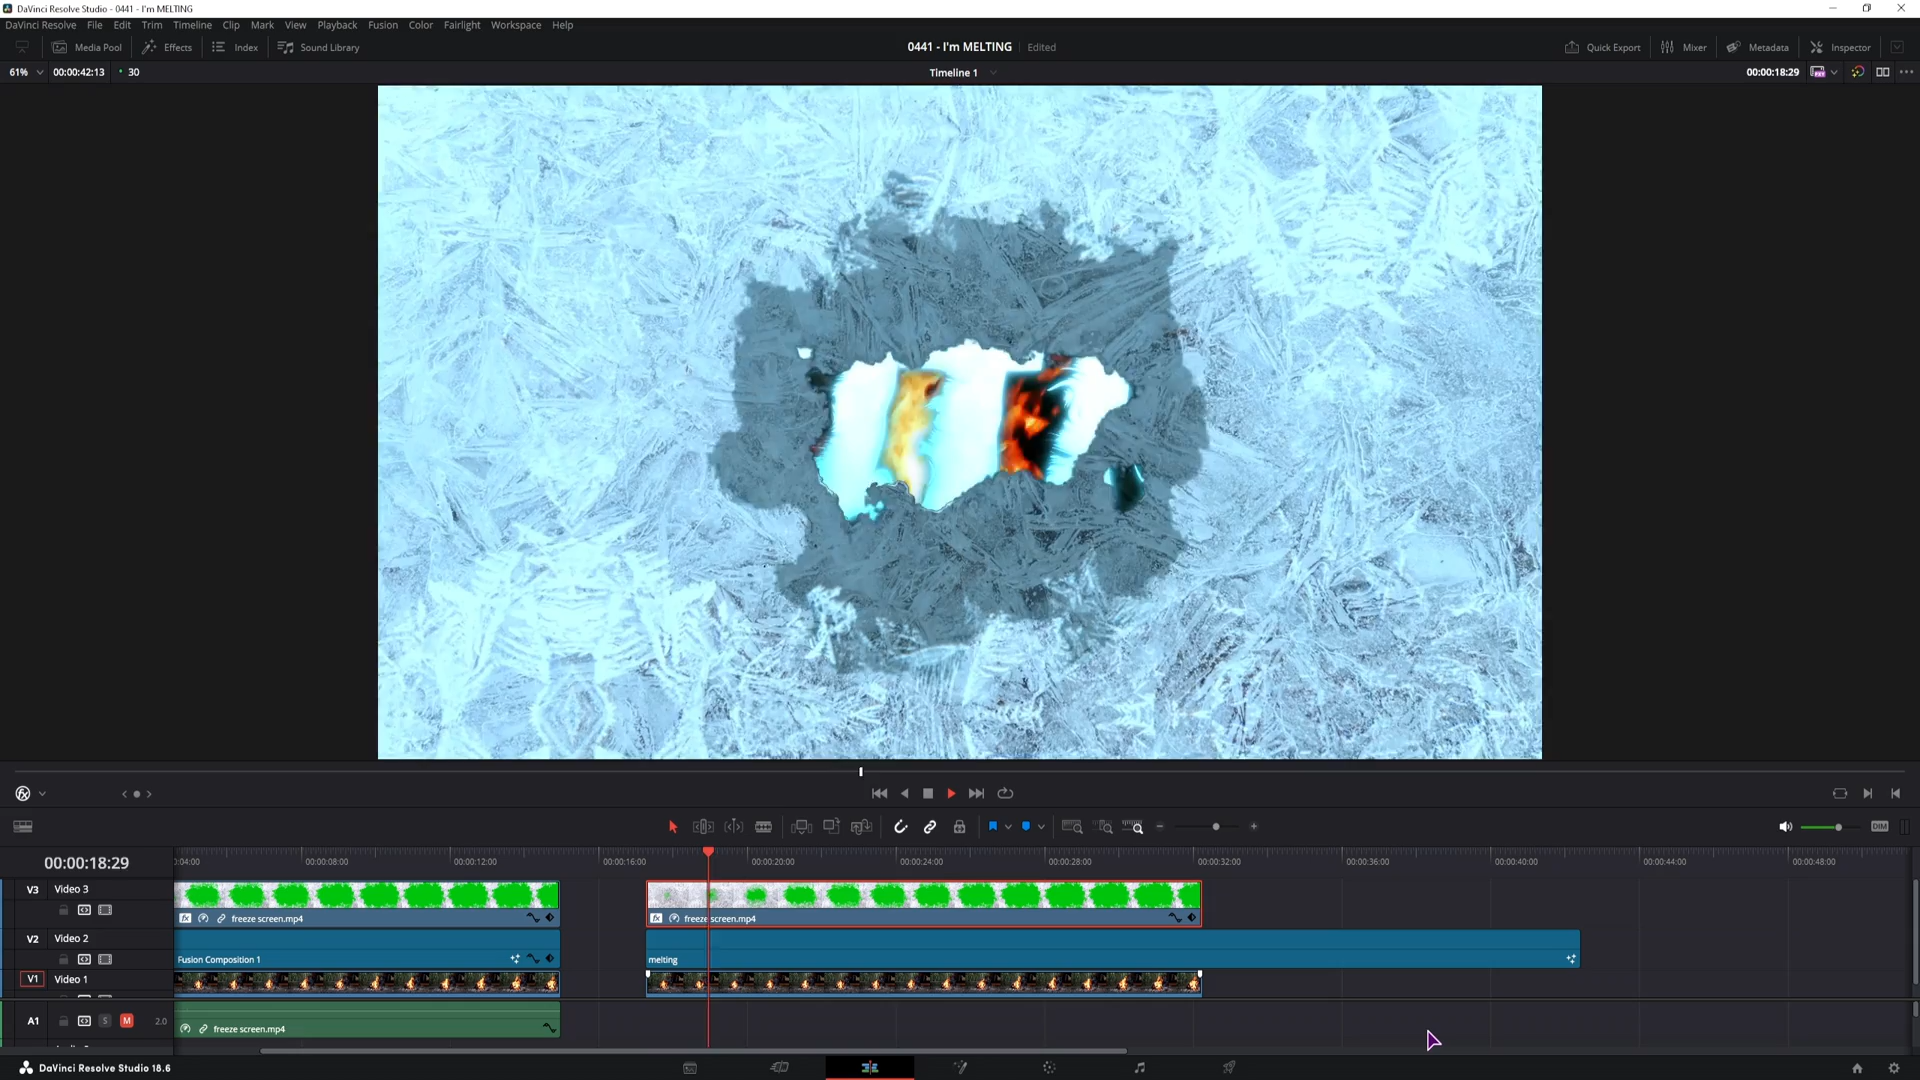 DaVinci Resolve Studio - 0441 - I'm MELTING
DaVinci Resolve File Edit Trim Timeline Clip Mark View Playback Fusion Color Fairlight Workspace Help
Media Pool Effects Index Sound Library 0441 - I'm MELTING Edited Quick Export Mixer Metadata Inspector
61% 00:00:42:13 30 Timeline 1 00:00:18:29
DIM
00:00:18:29 0:04:00 00:00:08:00 00:00:12:00 00:00:16:00 00:00:20:00 00:00:24:00 00:00:28:00 00:00:32:00 00:00:36:00 00:00:40:00 00:00:44:00 00:00:48:00
V3 Video 3
freeze screen.mp4 freeze screen.mp4
V2 Video 2
Fusion Composition 1 melting
V1 Video 1
A1 S M 2.0
freeze screen.mp4
DaVinci Resolve Studio 18.6